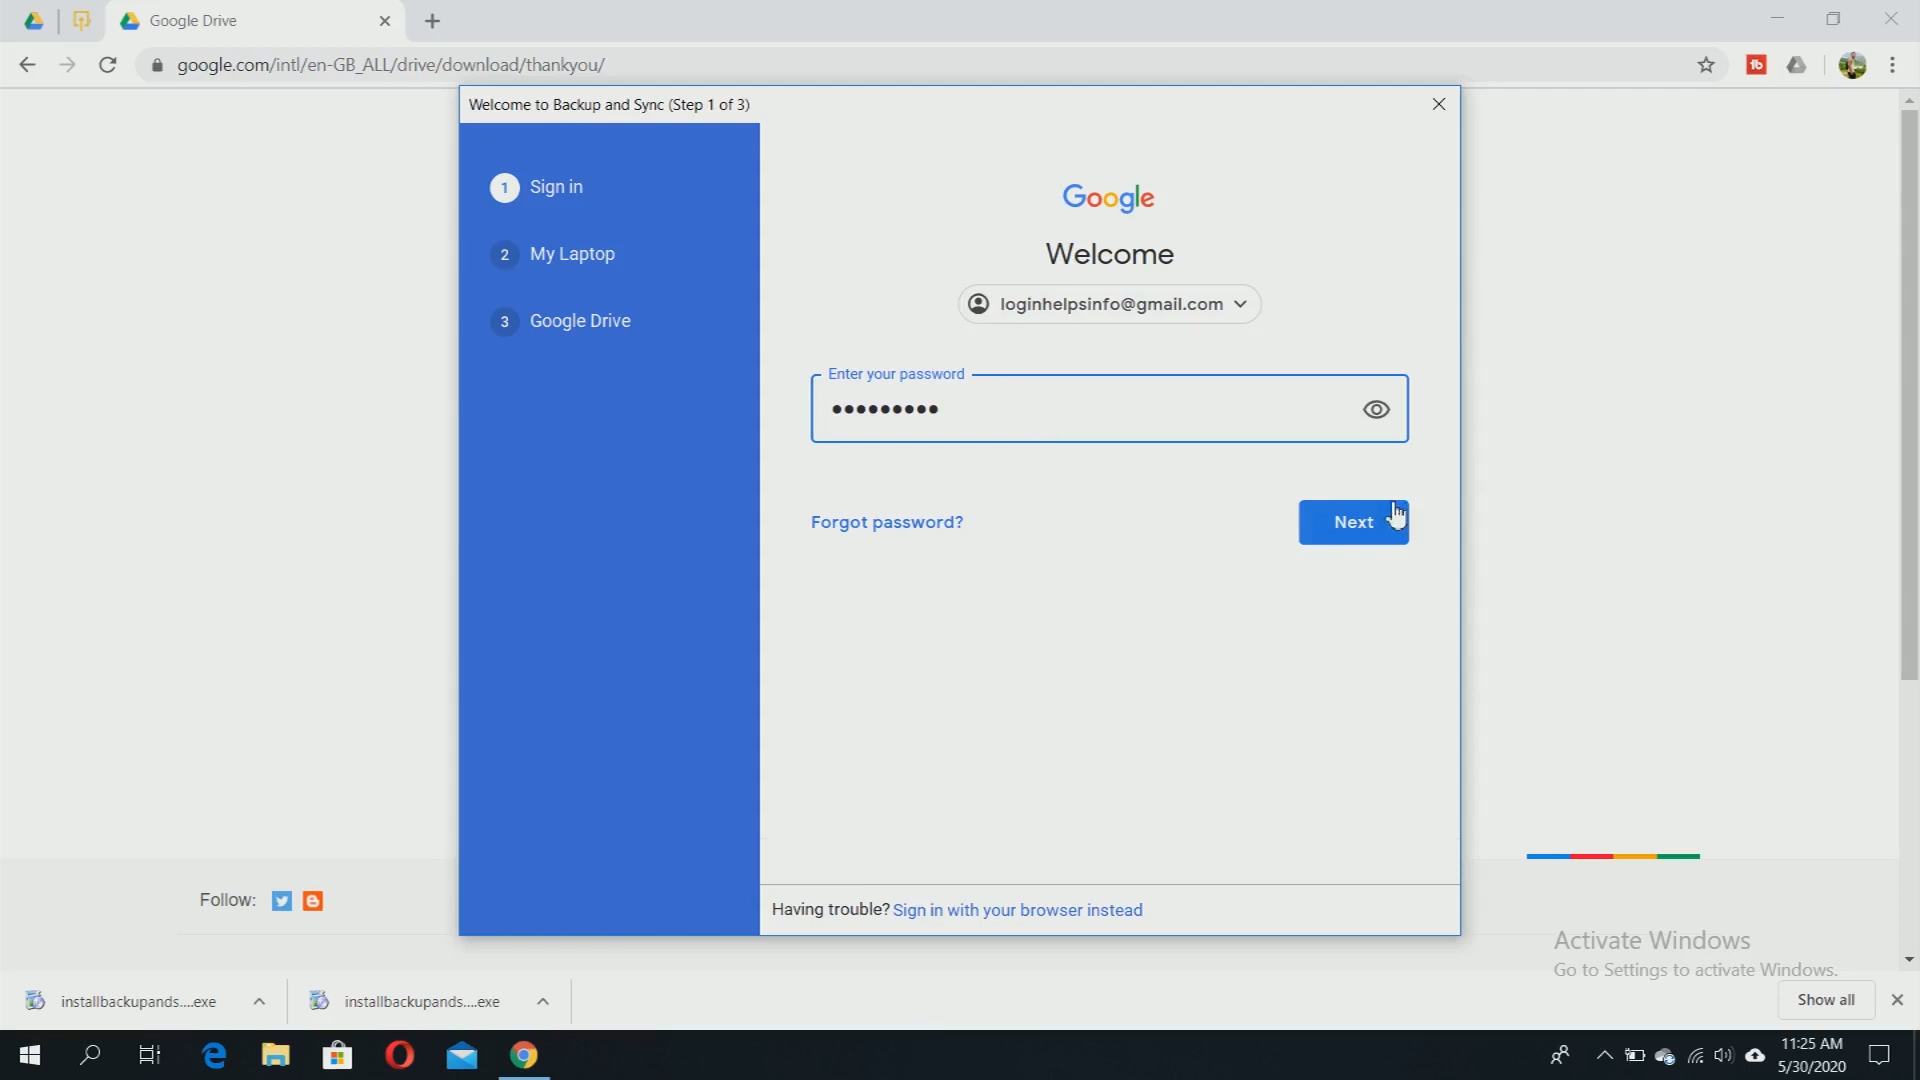 Google Drive
google.com/intl/en-GB_ALL/drive/download/thankyou/
Welcome to Backup and Sync (Step 1 of 3)
1 Sign in
2 My Laptop
3 Google Drive
Google
Welcome
loginhelpsinfo@gmail.com
Enter your password
Forgot password?
Next
Having trouble? Sign in with your browser instead
Follow:
Activate Windows
Go to Settings to activate Windows.
installbackupands....exe
installbackupands....exe
Show all
11:25 AM
5/30/2020